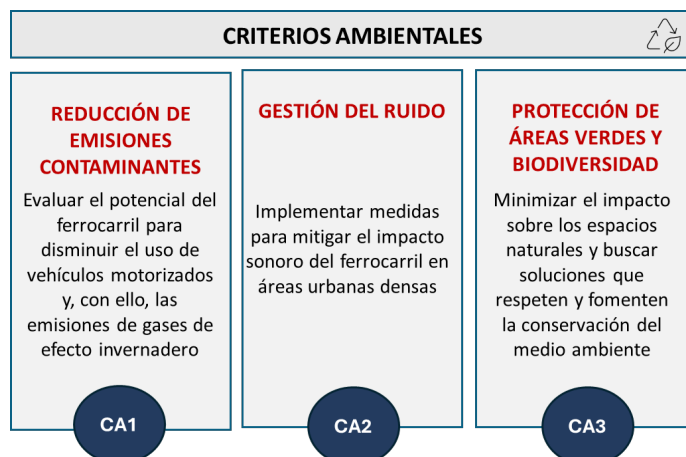 CRITERIOS AMBIENTALES
REDUCCIÓN DE
EMISIONES
CONTAMINANTES
Evaluar el potencial del
ferrocarril para
disminuir el uso de
vehículos motorizados
y, con ello, las
emisiones de gases de
efecto invernadero
CA1
GESTIÓN DEL RUIDO
Implementar medidas
para mitigar el impacto
sonoro del ferrocarril en
áreas urbanas densas
CA2
PROTECCIÓN DE
ÁREAS VERDES Y
BIODIVERSIDAD
Minimizar el impacto
sobre los espacios
naturales y buscar
soluciones que
respeten y fomenten
la conservación del
medio ambiente
CA3